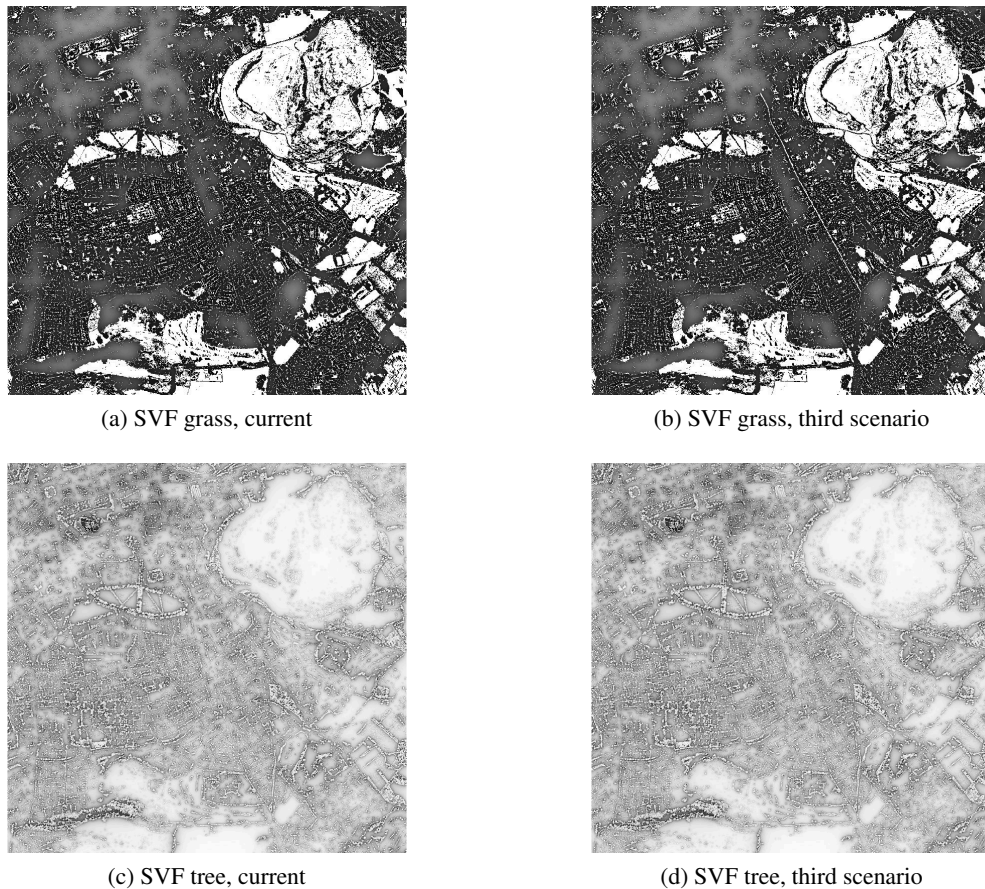 (a) SVF grass, current
(b) SVF grass, third scenario
(c) SVF tree, current
(d) SVF tree, third scenario